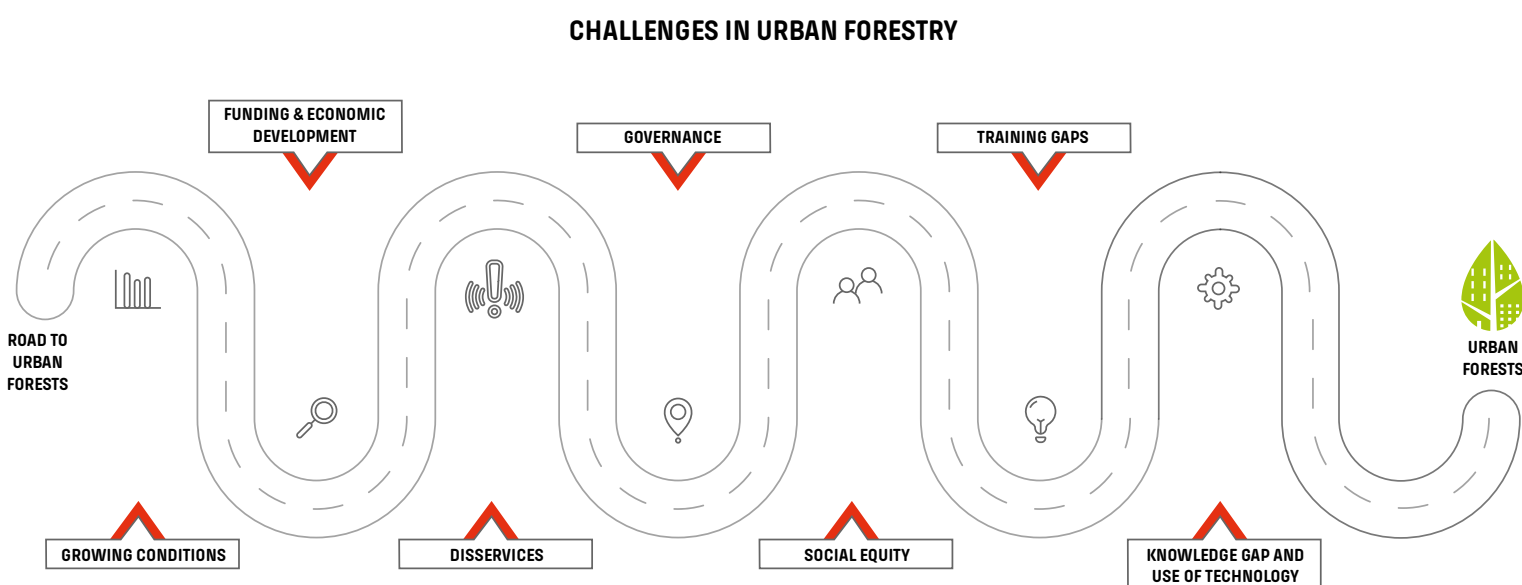 CHALLENGES IN URBAN FORESTRY
FUNDING & ECONOMIC
DEVELOPMENT
GOVERNANCE
TRAINING GAPS
ROAD TO
URBAN
FORESTS
URBAN
FORESTS
GROWING CONDITIONS
DISSERVICES
SOCIAL EQUITY
KNOWLEDGE GAP AND
USE OF TECHNOLOGY